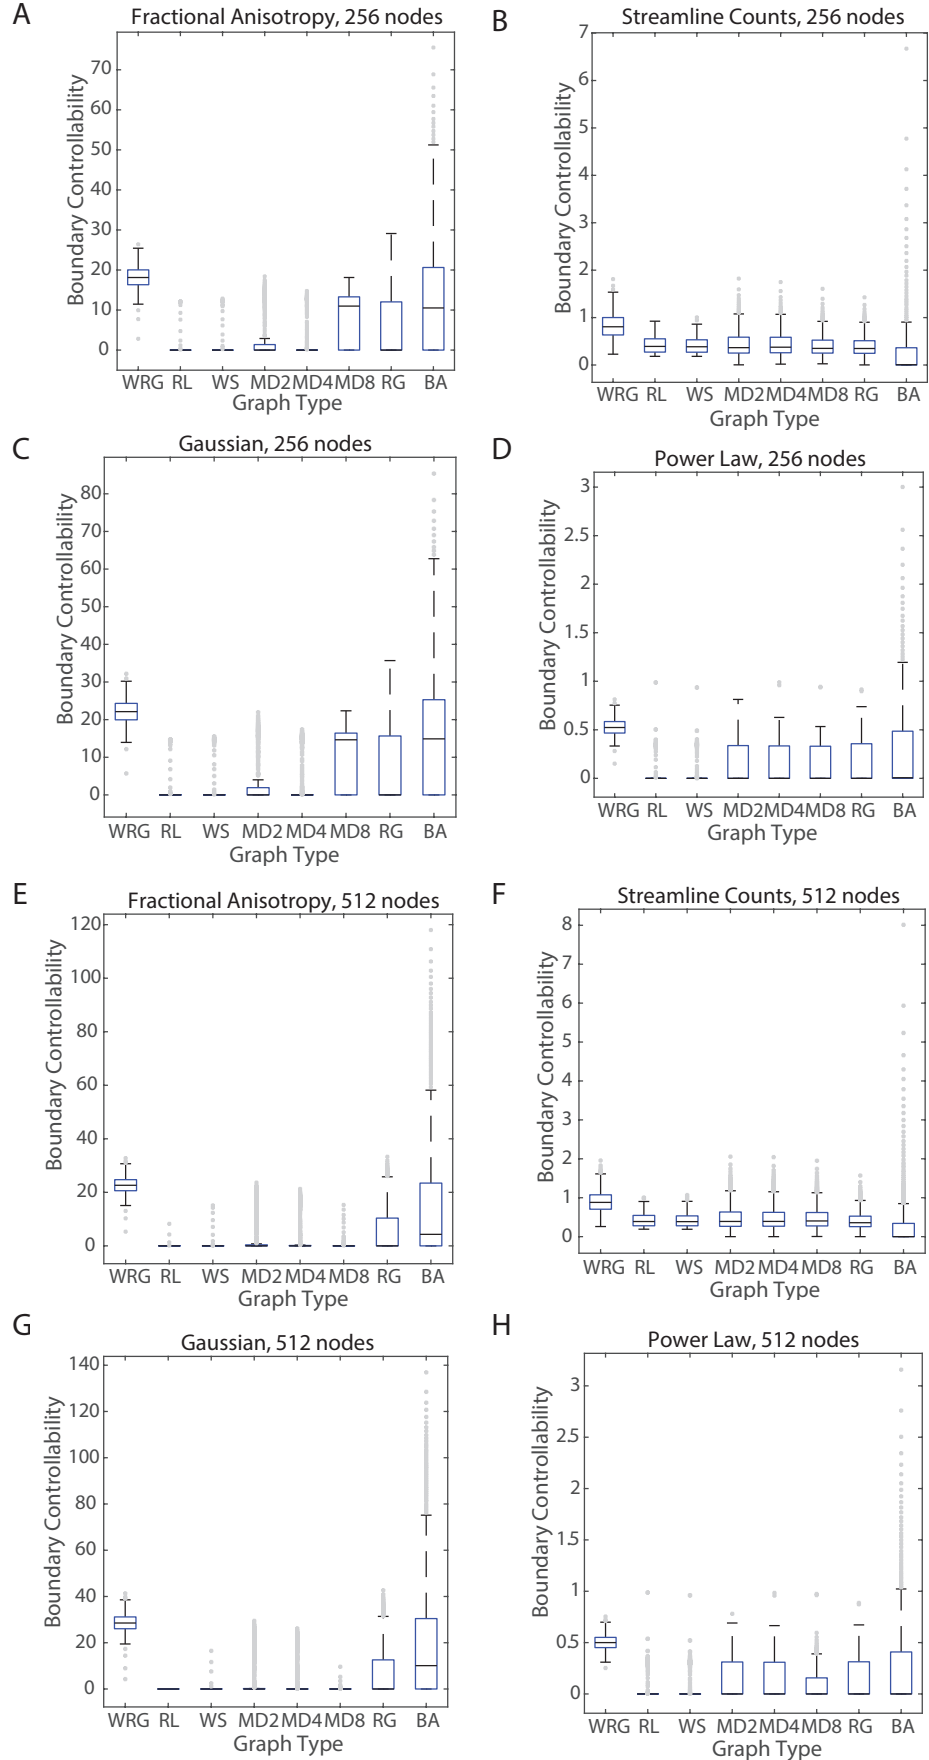 A
Fractional Anisotropy, 256 nodes
Boundary Controllability
70
60
50
40
30
20
10
0
WRG RL WS MD2 MD4 MD8 RG BA
Graph Type
B
Streamline Counts, 256 nodes
Boundary Controllability
7
6
5
4
3
2
1
0
WRG RL WS MD2 MD4 MD8 RG BA
Graph Type
C
Gaussian, 256 nodes
Boundary Controllability
80
70
60
50
40
30
20
10
0
WRG RL WS MD2 MD4 MD8 RG BA
Graph Type
D
Power Law, 256 nodes
Boundary Controllability
3
2.5
2
1.5
1
0.5
0
WRG RL WS MD2 MD4 MD8 RG BA
Graph Type
E
Fractional Anisotropy, 512 nodes
Boundary Controllability
120
100
80
60
40
20
0
WRG RL WS MD2 MD4 MD8 RG BA
Graph Type
F
Streamline Counts, 512 nodes
Boundary Controllability
8
7
6
5
4
3
2
1
0
WRG RL WS MD2 MD4 MD8 RG BA
Graph Type
G
Gaussian, 512 nodes
Boundary Controllability
140
120
100
80
60
40
20
0
WRG RL WS MD2 MD4 MD8 RG BA
Graph Type
H
Power Law, 512 nodes
Boundary Controllability
3
2.5
2
1.5
1
0.5
0
WRG RL WS MD2 MD4 MD8 RG BA
Graph Type